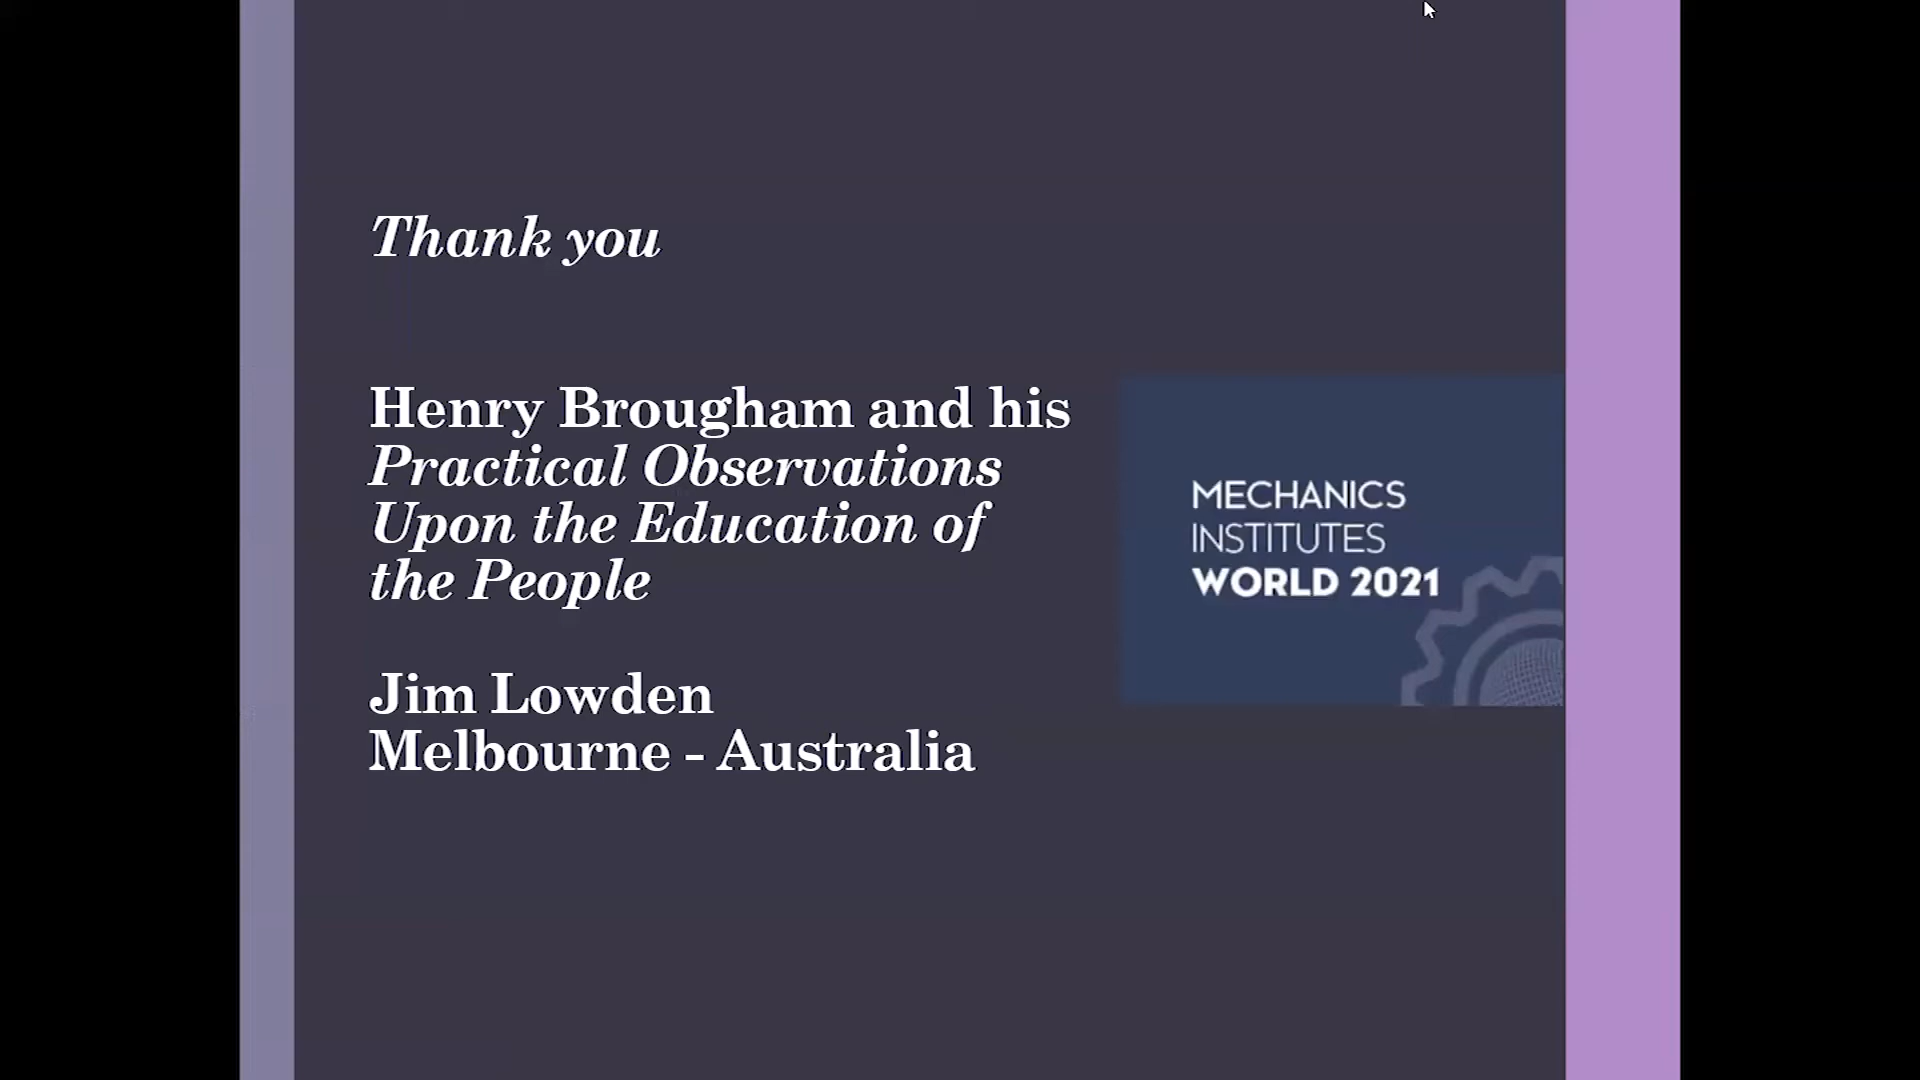 Thank you
Henry Brougham and his
Practical Observations
Upon the Education of
the People
Jim Lowden
Melbourne - Australia
MECHANICS
INSTITUTES
WORLD 2021